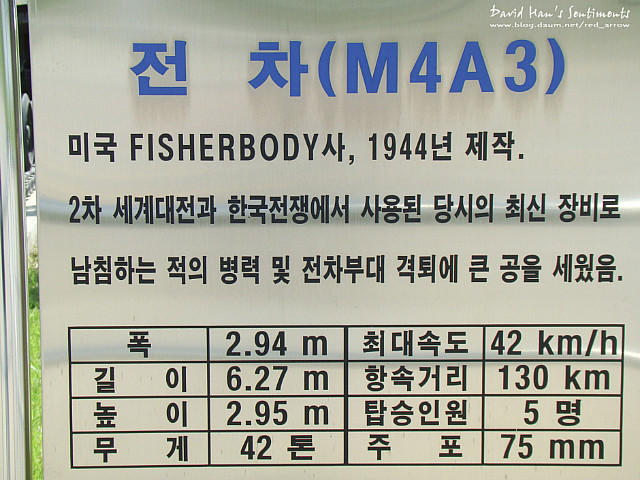 David Han's Sentiments
www.blog.daum.net/red_arrow
전 차(M4A3)
미국 FISHERBODY사, 1944년 제작.
2차 세계대전과 한국전쟁에서 사용된 당시의 최신 장비로
남침하는 적의 병력 및 전차부대 격퇴에 큰 공을 세웠음.
폭 2.94 m 최대속도 42 km/h
길 이 6.27 m 항속거리 130 km
높 이 2.95 m 탑승인원 5 명
무 게 42 톤 주 포 75 mm